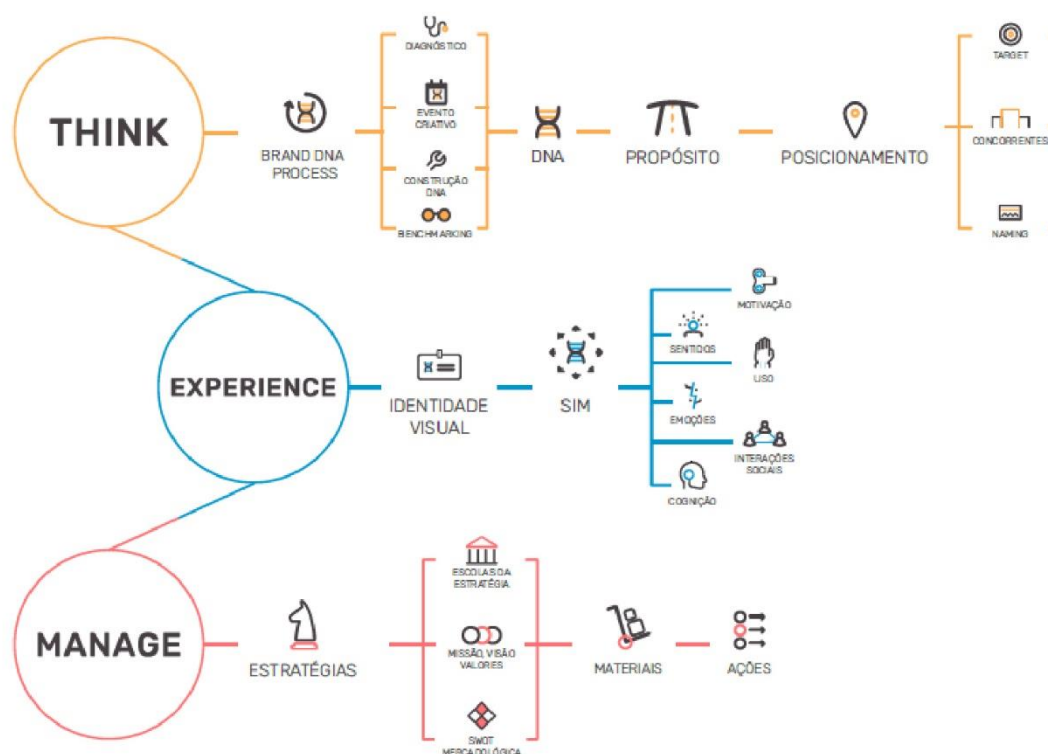 THINK
BRAND DNA
PROCESS
DIAGNÓSTICO
EVENTO
CRIATIVO
CONSTRUÇÃO
DNA
BENCHMARKING
DNA
PROPÓSITO
POSICIONAMENTO
TARGET
CONCORRENTES
NAMING
EXPERIENCE
IDENTIDADE
VISUAL
SIM
MOTIVAÇÃO
SENTIDOS
USO
EMOÇÕES
INTERAÇÕES
SOCIAIS
COGNIÇÃO
MANAGE
ESTRATÉGIAS
ESCOLAS DA
ESTRATÉGIA
MISSÃO, VISÃO
VALORES
SWOT
MERCADOLÓGICA
MATERIAIS
AÇÕES